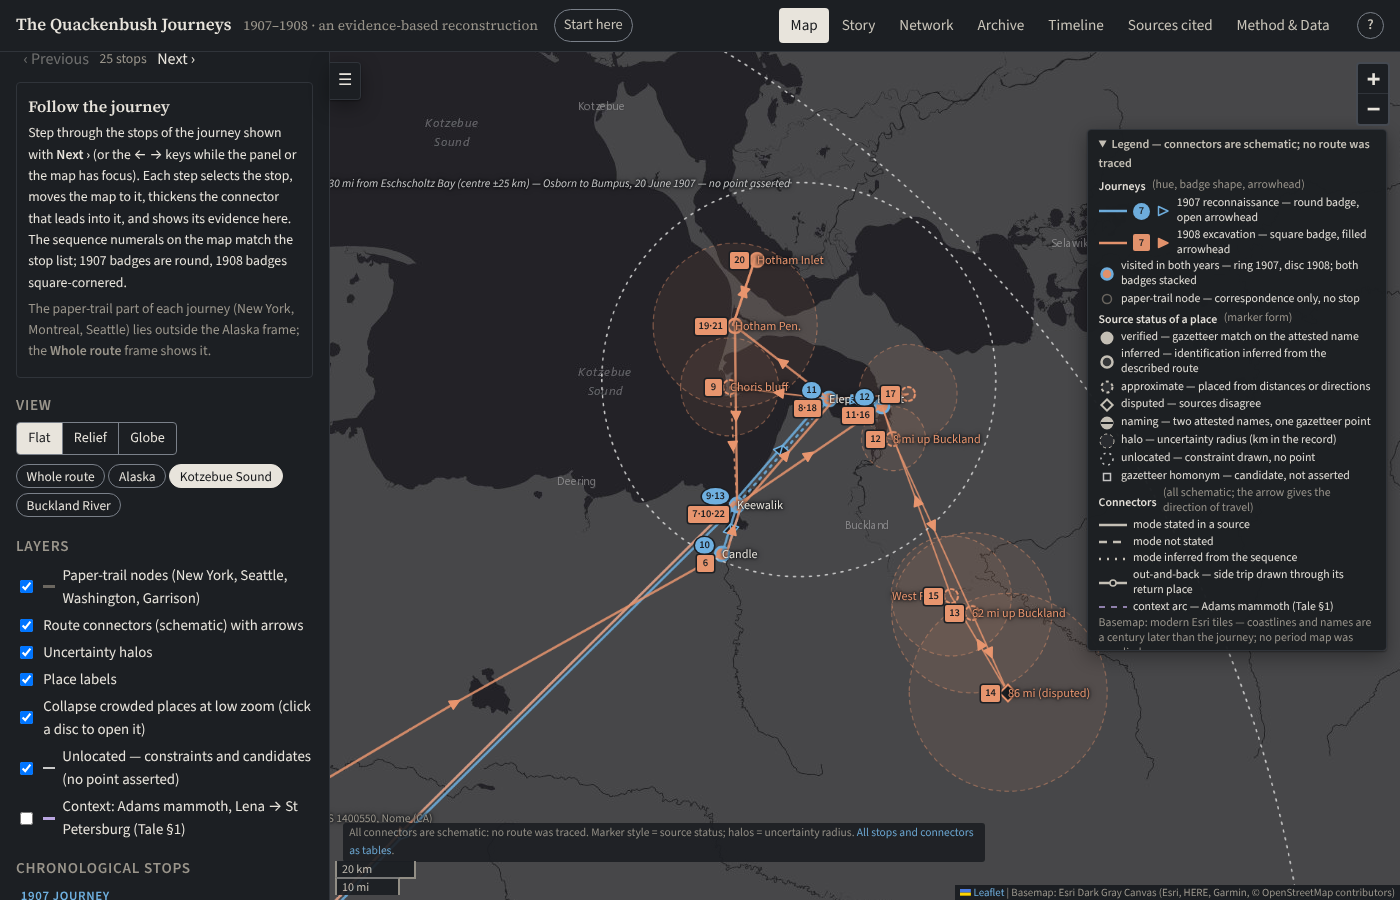 The Quackenbush Journeys
1907–1908 · an evidence-based reconstruction
Start here
Map
Story
Network
Archive
Timeline
Sources cited
Method & Data
?
‹ Previous
25 stops
Next ›
Follow the journey
Step through the stops of the journey shown
with Next › (or the ← → keys while the panel or
the map has focus). Each step selects the stop,
moves the map to it, thickens the connector
that leads into it, and shows its evidence here.
The sequence numerals on the map match the
stop list; 1907 badges are round, 1908 badges
square-cornered.
The paper-trail part of each journey (New York,
Montreal, Seattle) lies outside the Alaska frame;
the Whole route frame shows it.
VIEW
Flat
Relief
Globe
Whole route
Alaska
Kotzebue Sound
Buckland River
LAYERS
Paper-trail nodes (New York, Seattle,
Washington, Garrison)
Route connectors (schematic) with arrows
Uncertainty halos
Place labels
Collapse crowded places at low zoom (click
a disc to open it)
Unlocated — constraints and candidates
(no point asserted)
Context: Adams mammoth, Lena → St
Petersburg (Tale §1)
CHRONOLOGICAL STOPS
1907 JOURNEY
☰
Kotzebue
Kotzebue
Sound
30 mi from Eschscholtz Bay (centre ±25 km) — Osborn to Bumpus, 20 June 1907 — no point asserted
Selawik
20
Hotham Inlet
19·21
Hotham Pen.
Kotzebue
Sound
9
Choris bluff
11
8·18
12
11·16
17
12
mi up Buckland
Deering
9·13
7·10·22
Keewalik
Buckland
10
6
Candle
15
13
62 mi up Buckland
14
86 mi (disputed)
S 1400550, Nome (CA)
All connectors are schematic: no route was traced. Marker style = source status; halos = uncertainty radius. All stops and connectors
as tables.
20 km
10 mi
+
−
▼ Legend — connectors are schematic; no route was
traced
Journeys (hue, badge shape, arrowhead)
7 1907 reconnaissance — round badge,
open arrowhead
7 1908 excavation — square badge, filled
arrowhead
visited in both years — ring 1907, disc 1908; both
badges stacked
paper-trail node — correspondence only, no stop
Source status of a place (marker form)
verified — gazetteer match on the attested name
inferred — identification inferred from the
described route
approximate — placed from distances or directions
disputed — sources disagree
naming — two attested names, one gazetteer point
halo — uncertainty radius (km in the record)
unlocated — constraint drawn, no point
gazetteer homonym — candidate, not asserted
Connectors (all schematic; the arrow gives the
direction of travel)
mode stated in a source
mode not stated
mode inferred from the sequence
out-and-back — side trip drawn through its
return place
context arc — Adams mammoth (Tale §1)
Basemap: modern Esri tiles — coastlines and names are
a century later than the journey; no period map was
Leaflet | Basemap: Esri Dark Gray Canvas (Esri, HERE, Garmin, © OpenStreetMap contributors)